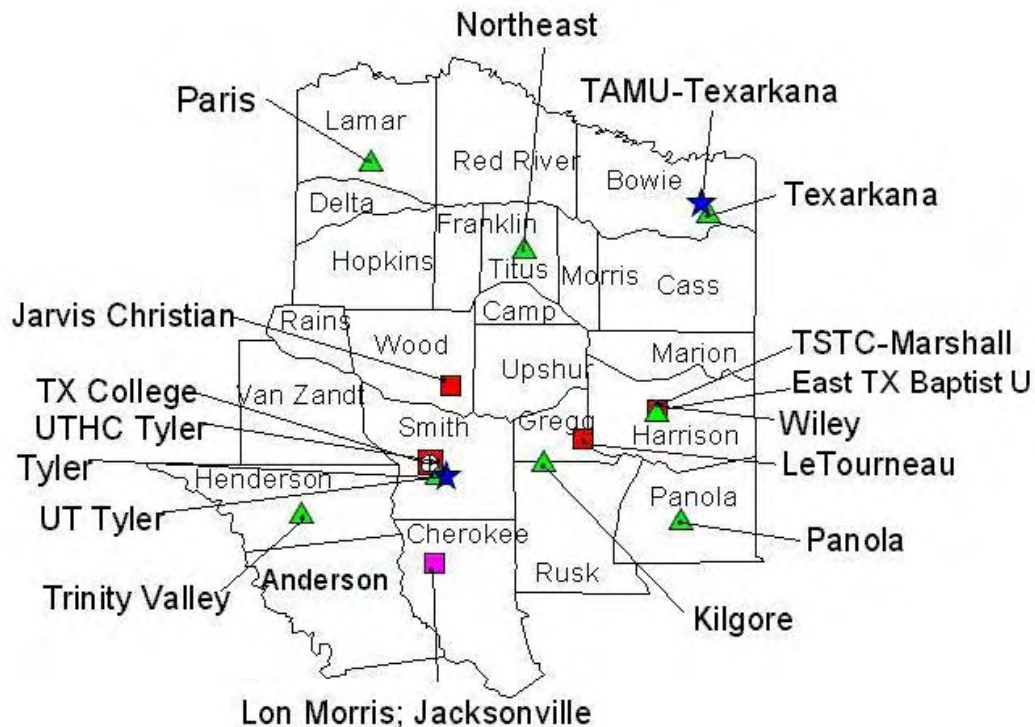 Northeast
TAMU-Texarkana
Paris
Lamar
Red River
Bowie
Texarkana
Delta
Franklin
Hopkins
Titus
Morris
Cass
Jarvis Christian
Rains
Camp
Wood
Marion
TSTC-Marshall
Upshur
East TX Baptist U
TX College
Van Zandt
Wiley
UTHC Tyler
Smith
Gregg
Harrison
LeTourneau
Tyler
Henderson
Panola
UT Tyler
Cherokee
Panola
Anderson
Rusk
Trinity Valley
Kilgore
Lon Morris; Jacksonville